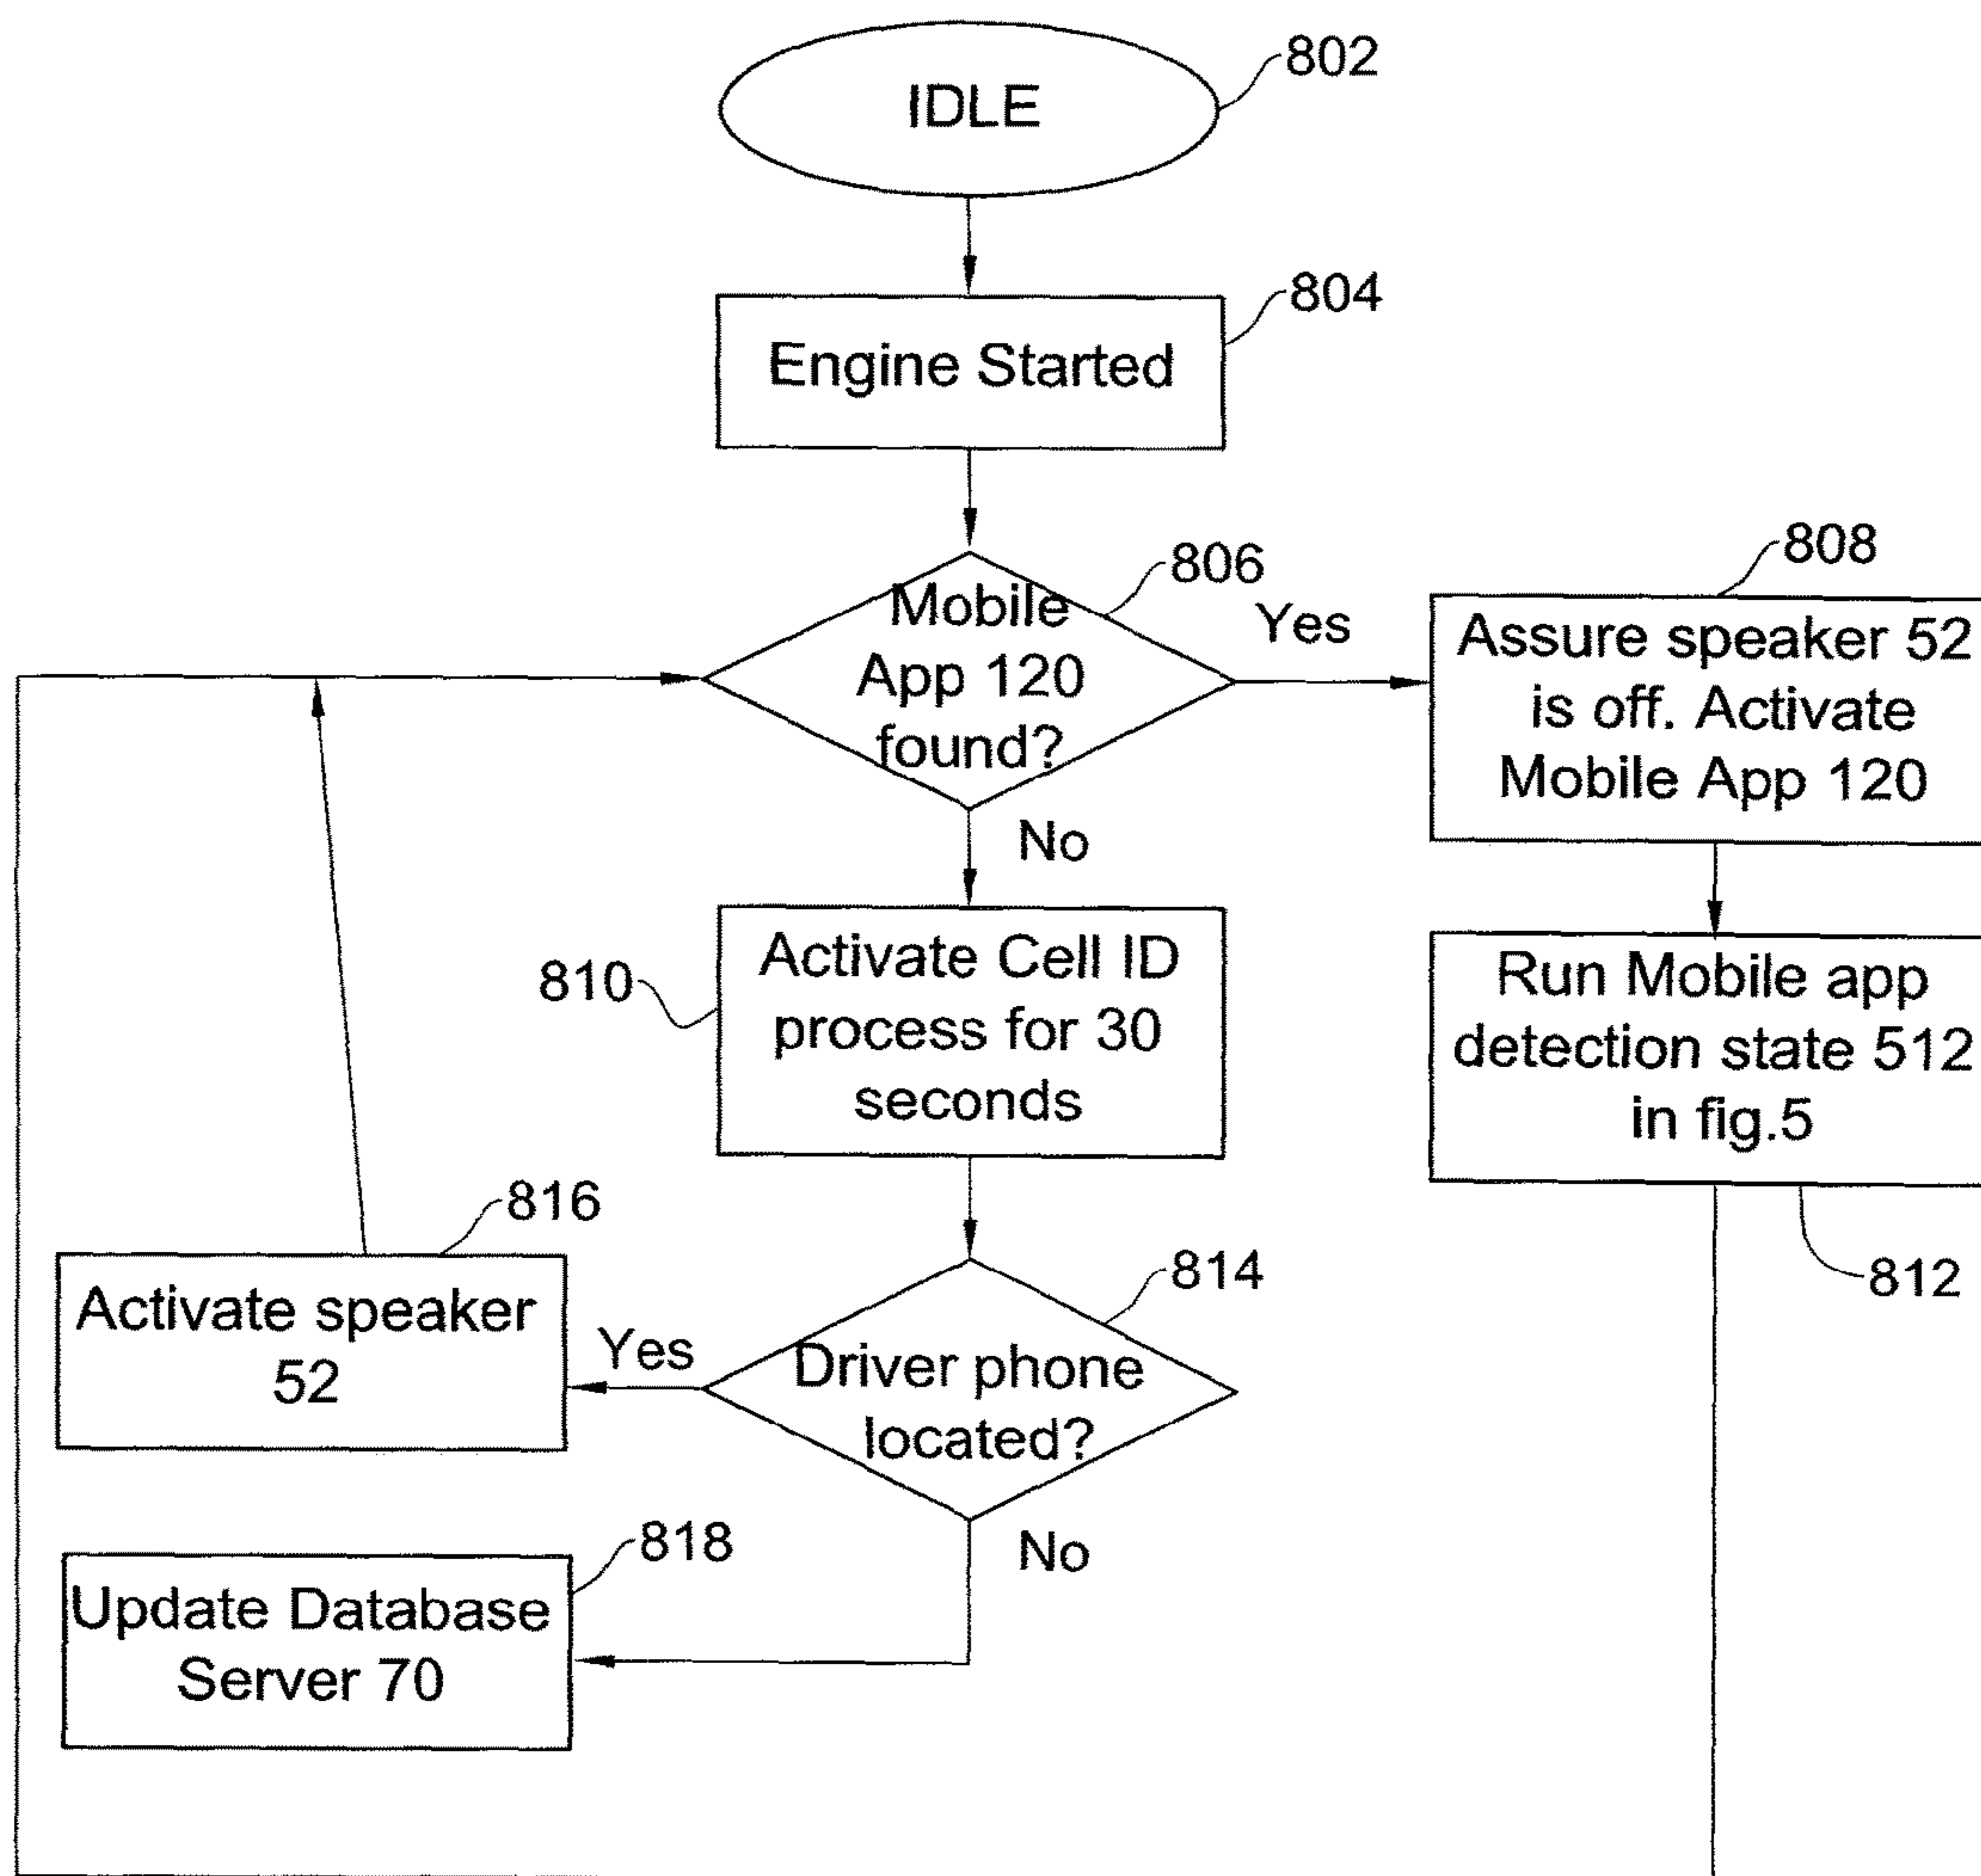 IDLE
802
Engine Started
804
Mobile
App 120
found?
806
Yes
No
Assure speaker 52
is off. Activate
Mobile App 120
808
Activate Cell ID
process for 30
seconds
810
Run Mobile app
detection state 512
in fig.5
812
Driver phone
located?
814
Yes
No
Activate speaker
52
816
Update Database
Server 70
818